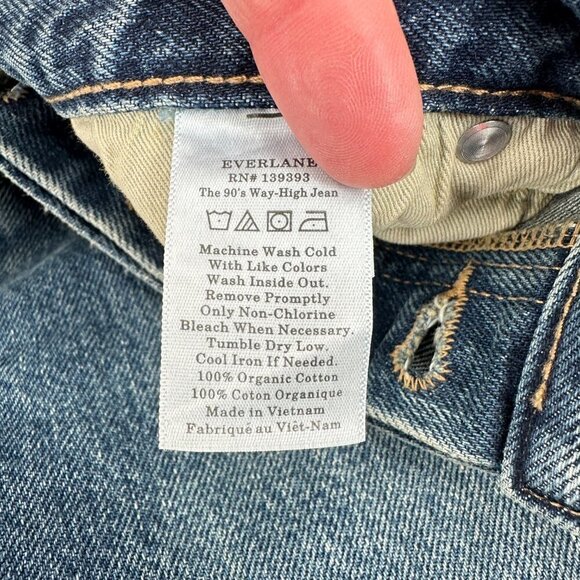 EVERLANE
RN# 139393
The 90's Way-High Jean
Machine Wash Cold
With Like Colors
Wash Inside Out.
Remove Promptly
Only Non-Chlorine
Bleach When Necessary.
Tumble Dry Low.
Cool Iron If Needed.
100% Organic Cotton
100% Coton Organique
Made in Vietnam
Fabriqué au Viêt-Nam